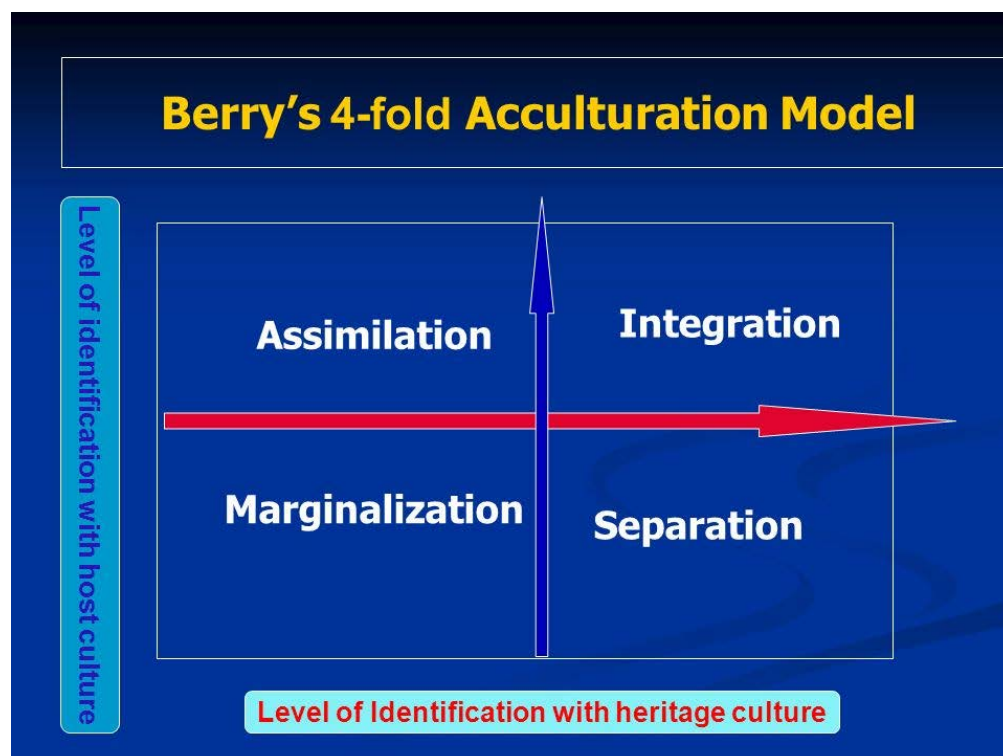 Berry's 4-fold Acculturation Model
Level of identification with host culture
Assimilation
Integration
Marginalization
Separation
Level of Identification with heritage culture